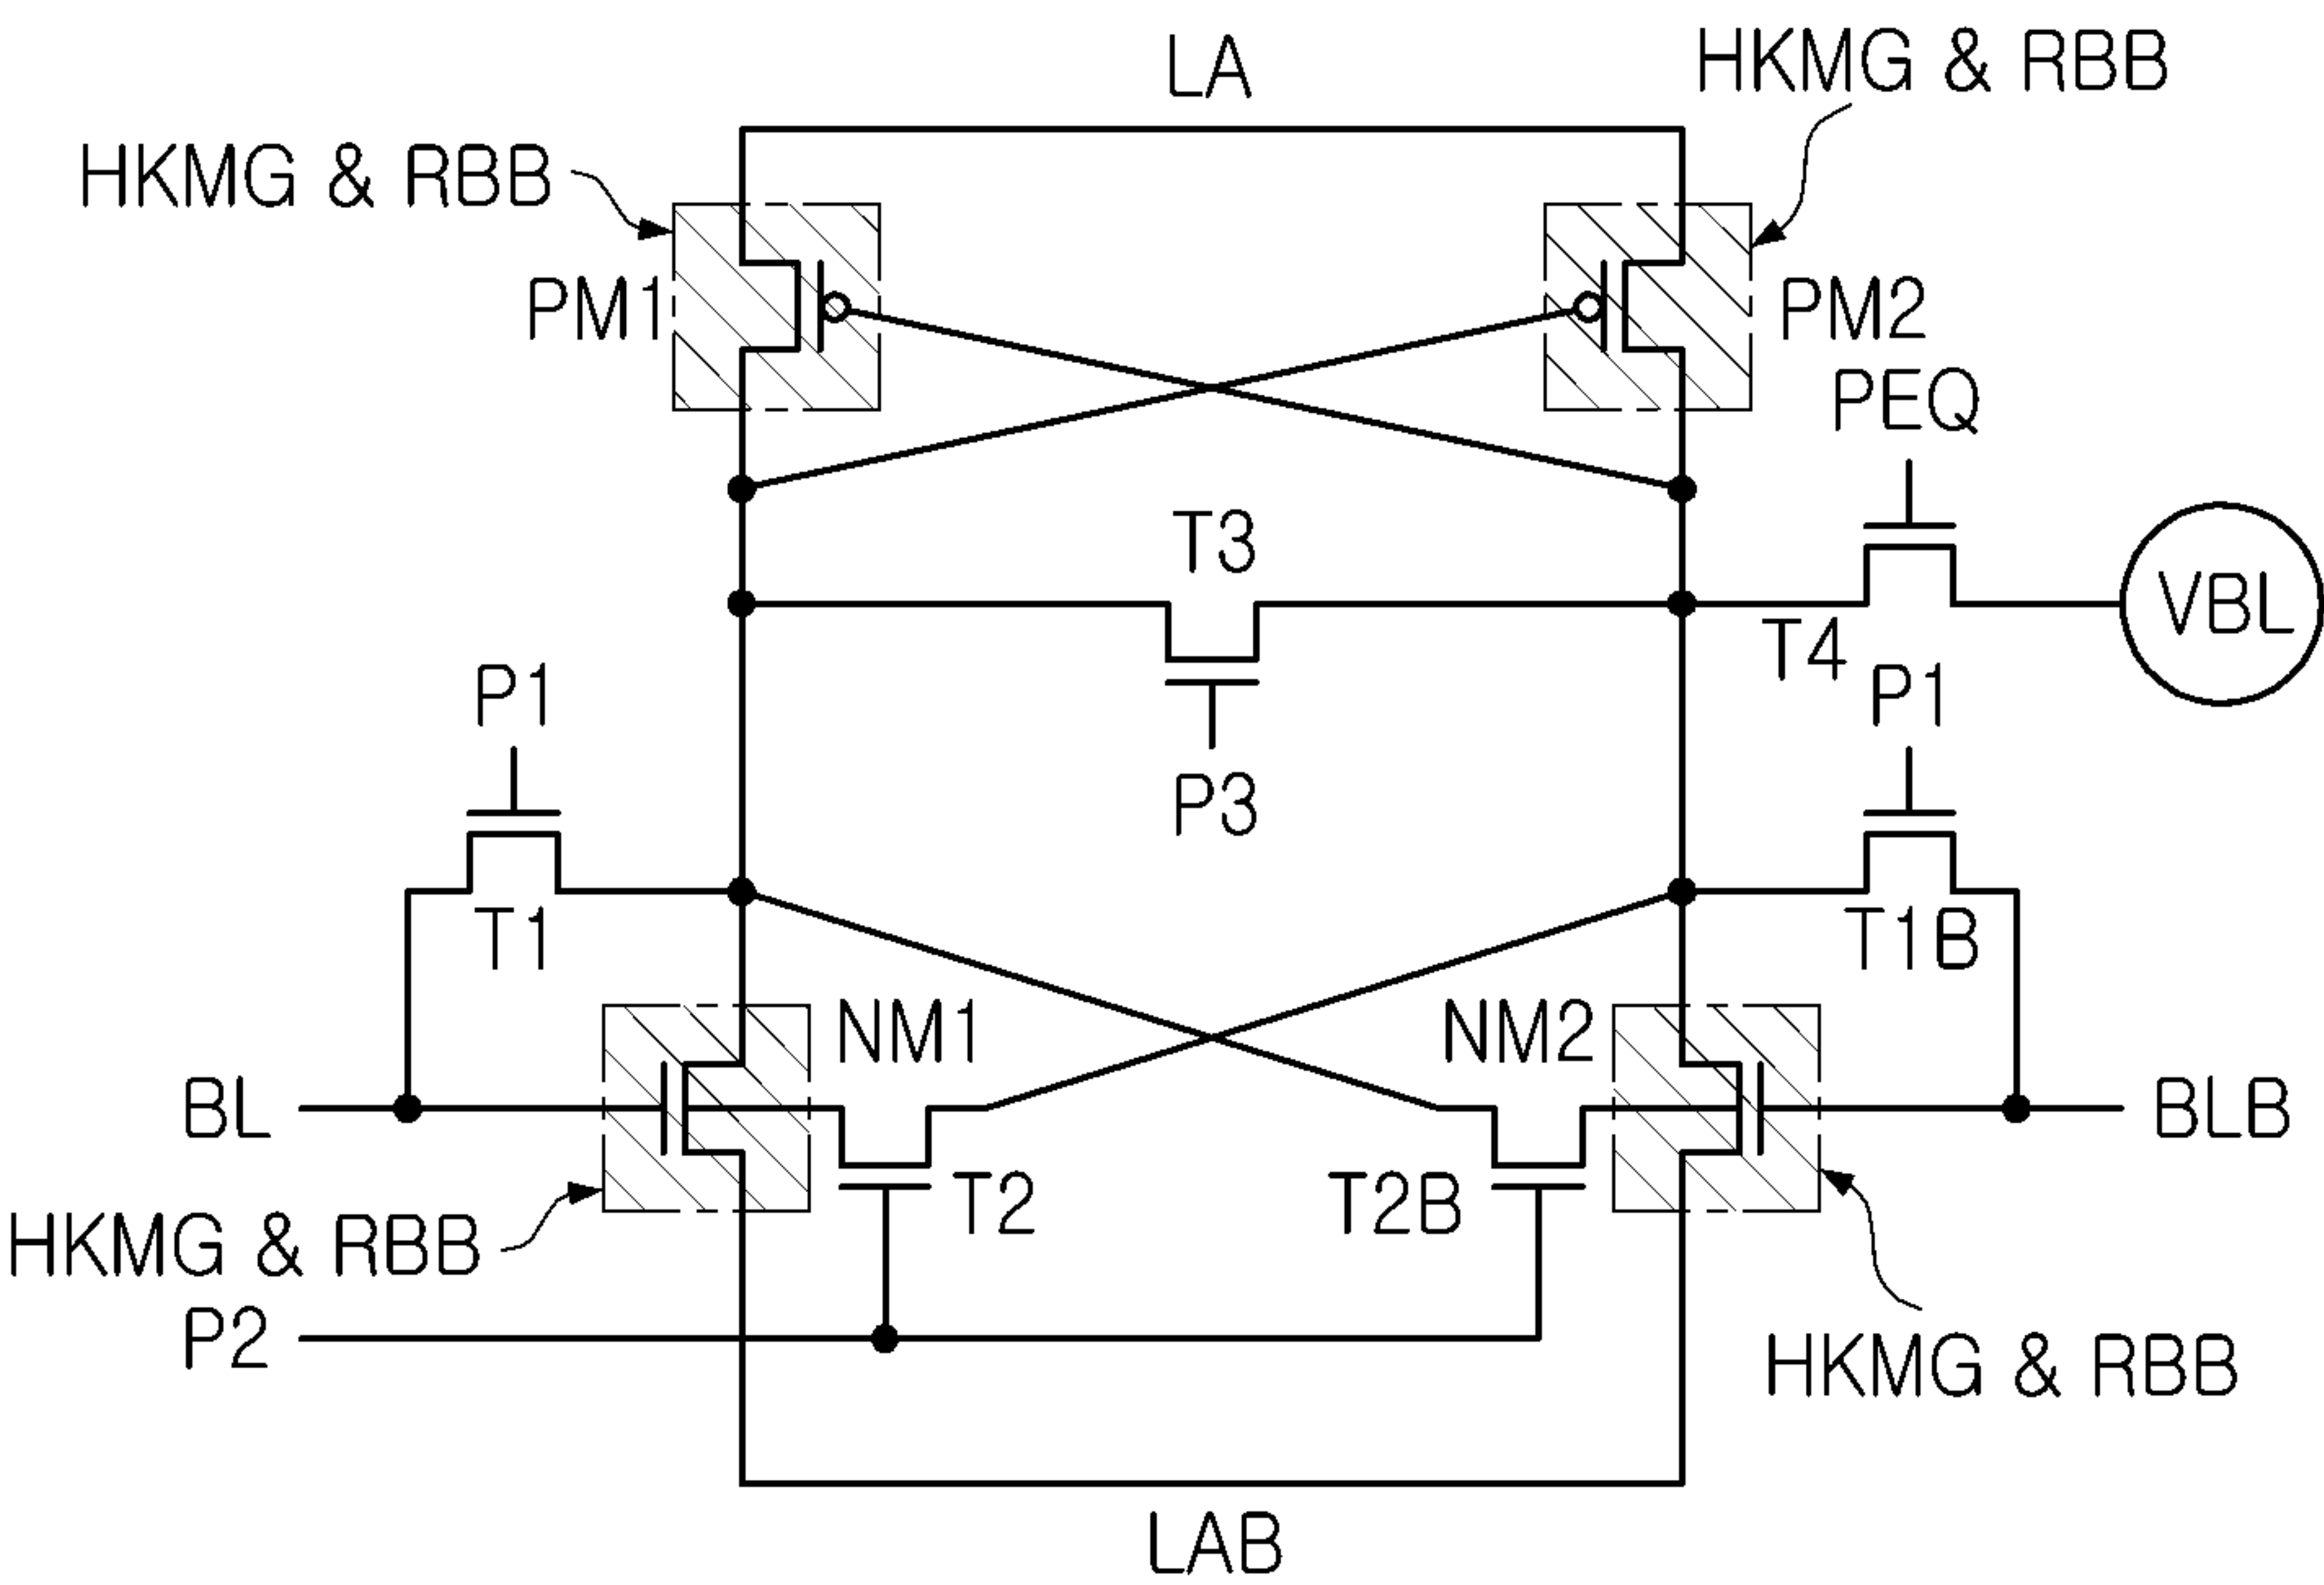 LA
HKMG & RBB
HKMG & RBB
PM1
PM2
PEQ
T3
VBL
T4
P1
P1
P3
T1
T1B
NM1
NM2
BL
BLB
T2
T2B
HKMG & RBB
P2
HKMG & RBB
LAB